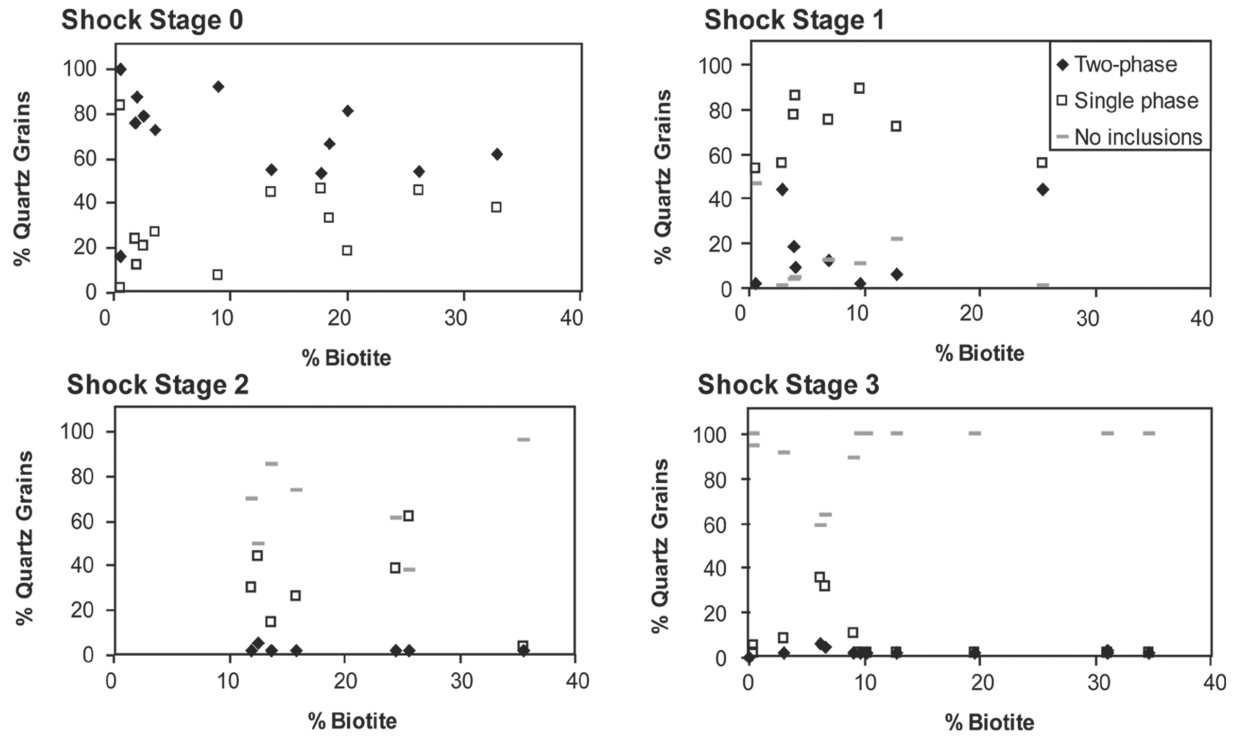 Shock Stage 0
% Quartz Grains
100
80
60
40
20
0
0 10 20 30 40
% Biotite
Shock Stage 1
% Quartz Grains
100
80
60
40
20
0
0 10 20 30 40
% Biotite
Two-phase
Single phase
No inclusions
Shock Stage 2
% Quartz Grains
100
80
60
40
20
0
0 10 20 30 40
% Biotite
Shock Stage 3
% Quartz Grains
100
80
60
40
20
0
0 10 20 30 40
% Biotite